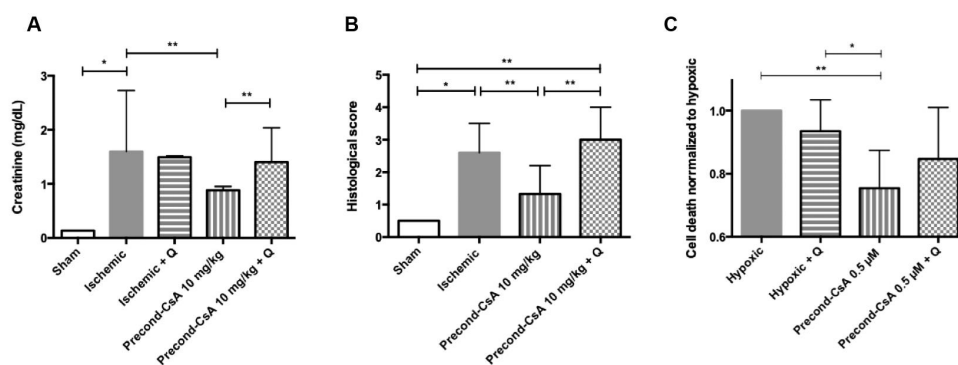 A
Creatinine (mg/dL)
3
2
1
0
*
**
**
Sham
Ischemic
Ischemic + Q
Precond-CsA 10 mg/kg
Precond-CsA 10 mg/kg + Q
B
Histological score
5
4
3
2
1
0
**
*
**
**
Sham
Ischemic
Precond-CsA 10 mg/kg
Precond-CsA 10 mg/kg + Q
C
Cell death norrmalized to hypoxic
1.0
0.8
0.6
*
**
Hypoxic
Hypoxic + Q
Precond-CsA 0.5 µM
Precond-CsA 0.5 µM + Q